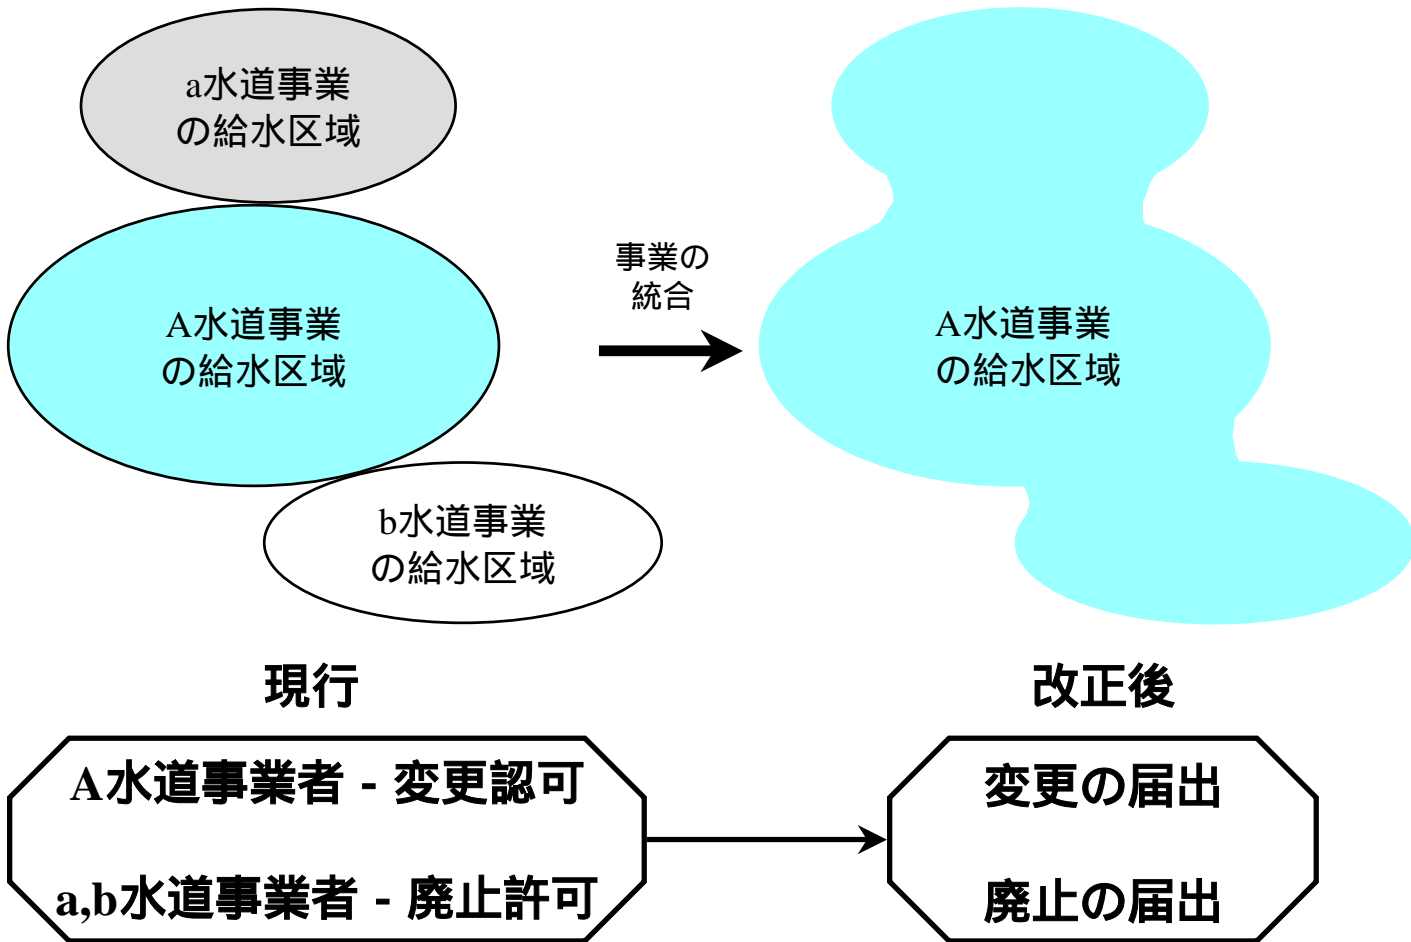 a水道事業
の給水区域
A水道事業
の給水区域
b水道事業
の給水区域
事業の
統合
A水道事業
の給水区域
現行
改正後
A水道事業者 - 変更認可
a,b水道事業者 - 廃止許可
変更の届出
廃止の届出